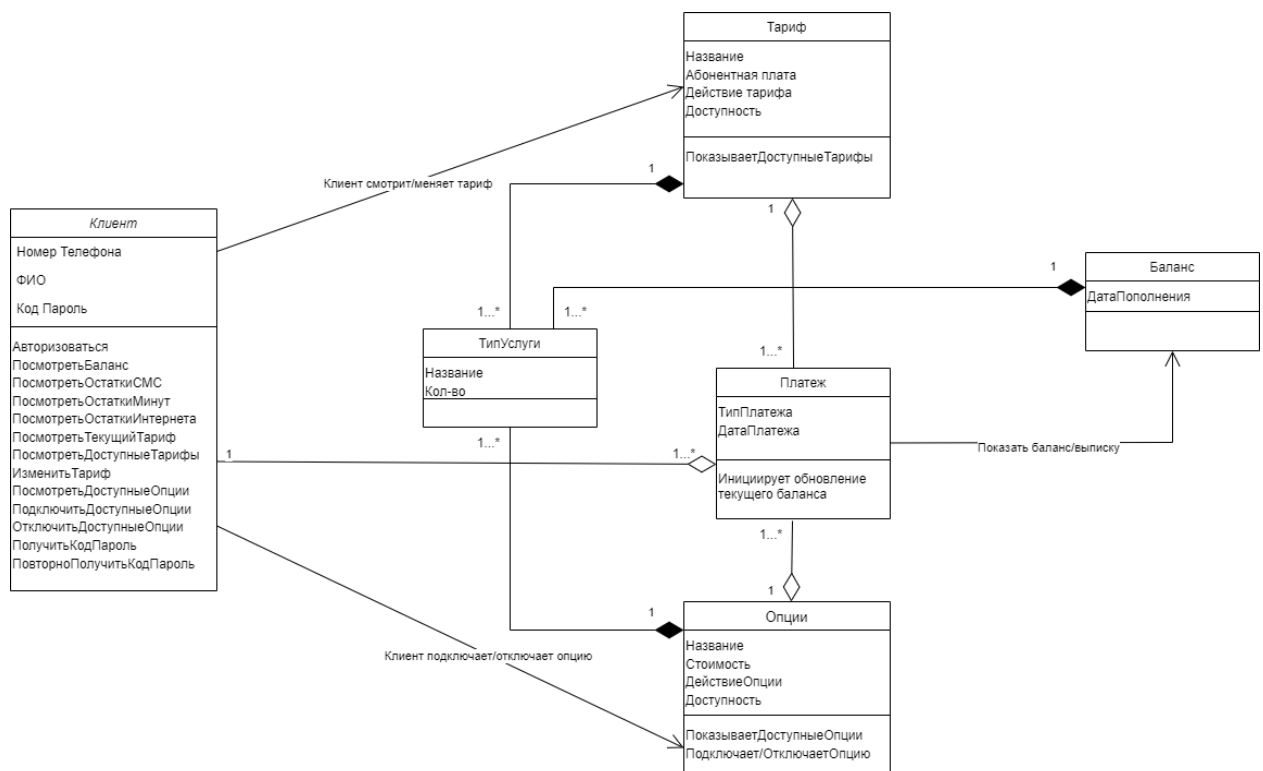 Тариф
Название
Абонентная плата
Действие тарифа
Доступность
ПоказываетДоступныеТарифы
1
Клиент смотрит/меняет тариф
1
Клиент
Номер Телефона
ФИО
Код Пароль
Авторизоваться
ПосмотретьБаланс
ПосмотретьОстаткиСМС
ПосмотретьОстаткиМинут
ПосмотретьОстаткиИнтернета
ПосмотретьТекущийТариф
ПосмотретьДоступныеТарифы
ИзменитьТариф
ПосмотретьДоступныеОпции
ПодключитьДоступныеОпции
ОтключитьДоступныеОпции
ПолучитьКодПароль
ПовторноПолучитьКодПароль
1
Баланс
ДатаПополнения
1...*
1...*
ТипУслуги
Название
Кол-во
1...*
1...*
Платеж
ТипПлатежа
ДатаПлатежа
Инициирует обновление
текущего баланса
Показать баланс/выписку
1
1...*
1...*
1
1
Клиент подключает/отключает опцию
Опции
Название
Стоимость
ДействиеОпции
Доступность
ПоказываетДоступныеОпции
Подключает/ОтключаетОпцию